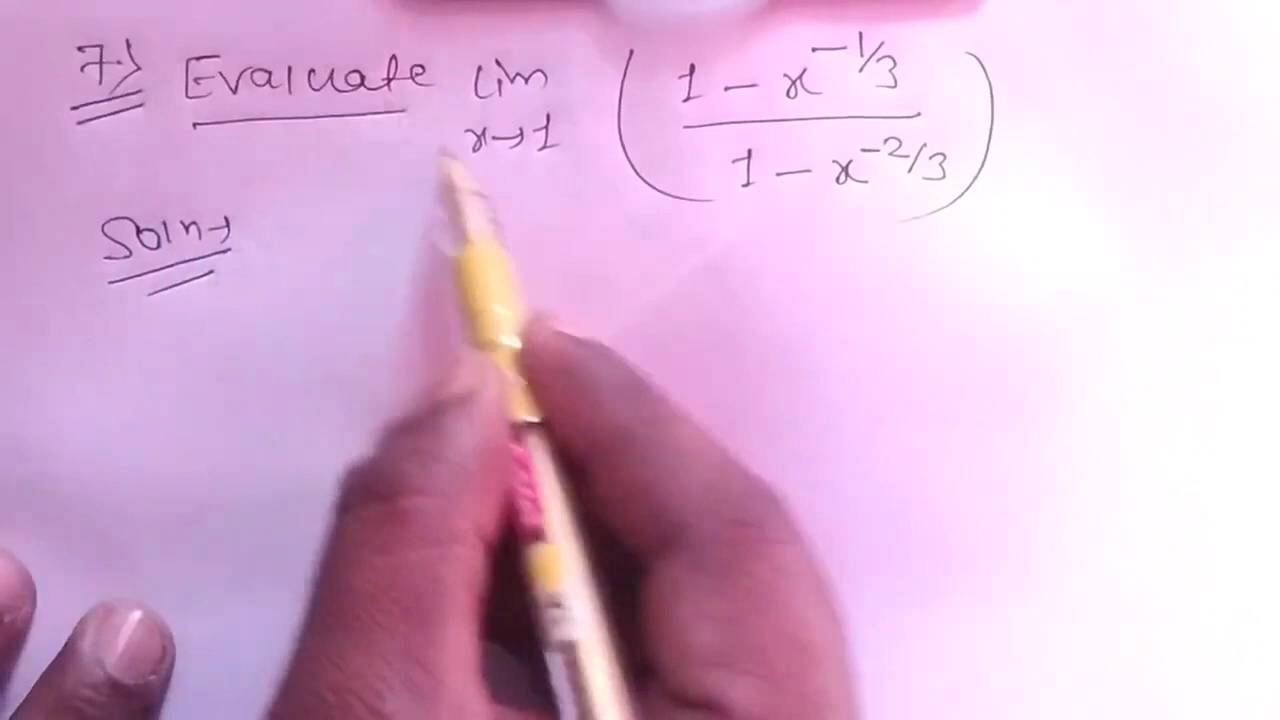 7.) Evaluate lim x→1 ( 1 - x^{-1/3} / 1 - x^{-2/3} )
Soln→